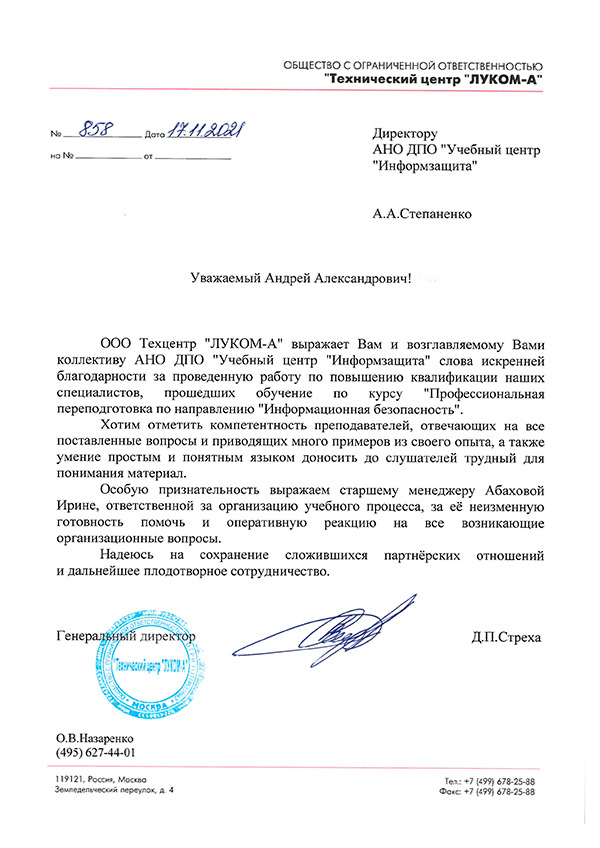 ОБЩЕСТВО С ОГРАНИЧЕННОЙ ОТВЕТСТВЕННОСТЬЮ
"Технический центр "ЛУКОМ-А"
№ 858 Дата 17.11.2021
на № от
Директору
АНО ДПО "Учебный центр
"Информзащита"
А.А.Степаненко
Уважаемый Андрей Александрович!
ООО Техцентр "ЛУКОМ-А" выражает Вам и возглавляемому Вами
коллективу АНО ДПО "Учебный центр "Информзащита" слова искренней
благодарности за проведенную работу по повышению квалификации наших
специалистов, прошедших обучение по курсу "Профессиональная
переподготовка по направлению "Информационная безопасность".
Хотим отметить компетентность преподавателей, отвечающих на все
поставленные вопросы и приводящих много примеров из своего опыта, а также
умение простым и понятным языком доносить до слушателей трудный для
понимания материал.
Особую признательность выражаем старшему менеджеру Абаховой
Ирине, ответственной за организацию учебного процесса, за её неизменную
готовность помочь и оперативную реакцию на все возникающие
организационные вопросы.
Надеюсь на сохранение сложившихся партнёрских отношений
и дальнейшее плодотворное сотрудничество.
Генеральный директор
Д.П.Стреха
"Технический центр "ЛУКОМ-А"
МОСКВА
О.В.Назаренко
(495) 627-44-01
119121, Россия, Москва
Земледельческий переулок, д. 4
Тел.: +7 (499) 678-25-88
Факс: +7 (499) 678-25-88